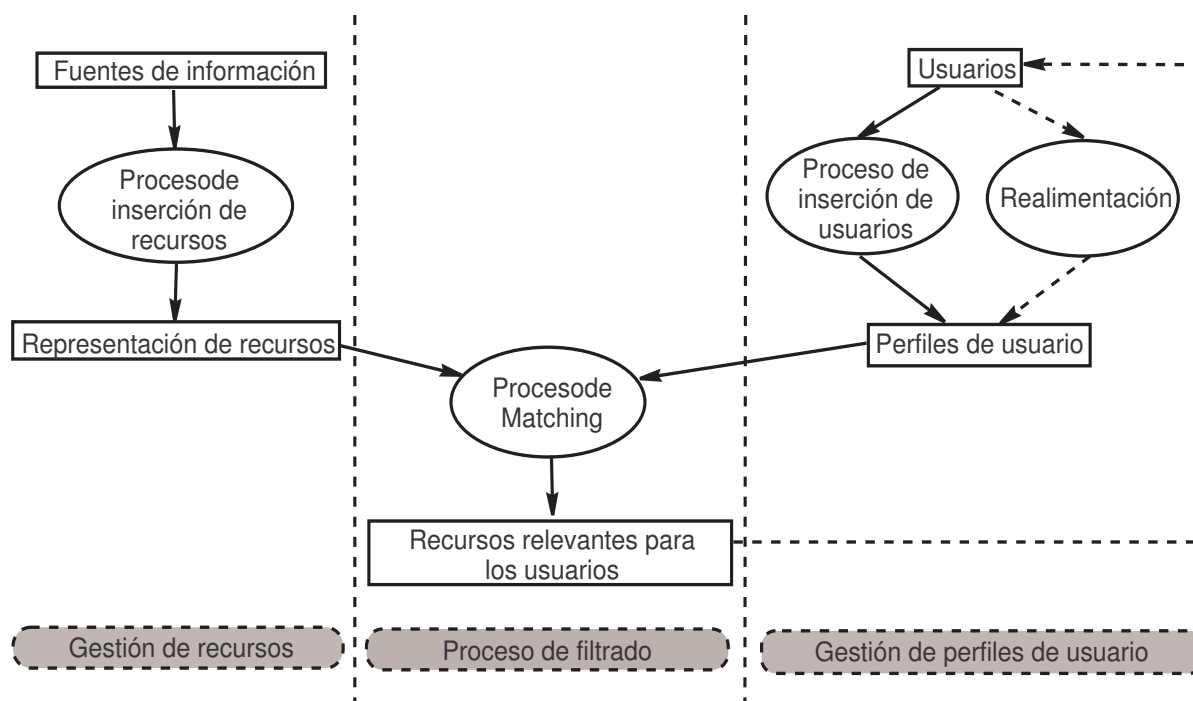 Fuentes de información
Procesode
inserción de
recursos
Representación de recursos
Procesode
Matching
Recursos relevantes para
los usuarios
Usuarios
Proceso de
inserción de
usuarios
Realimentación
Perfiles de usuario
Gestión de recursos
Proceso de filtrado
Gestión de perfiles de usuario